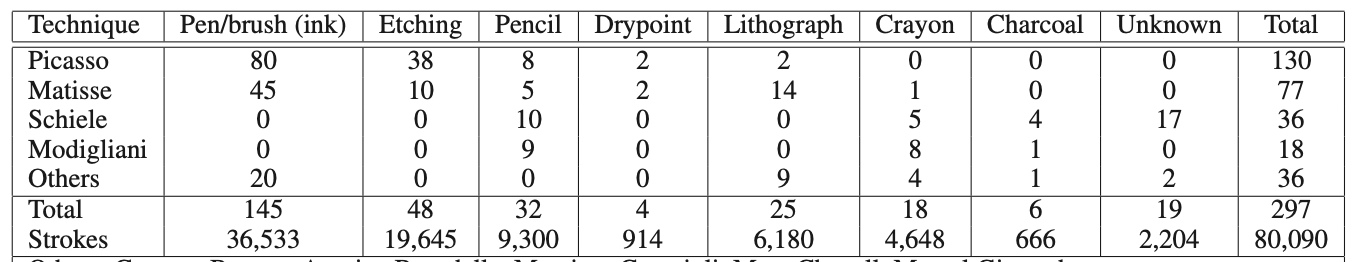 Technique Pen/brush (ink) Etching Pencil Drypoint Lithograph Crayon Charcoal Unknown Total
Picasso 80 38 8 2 2 0 0 0 130
Matisse 45 10 5 2 14 1 0 0 77
Schiele 0 0 10 0 0 5 4 17 36
Modigliani 0 0 9 0 0 8 1 0 18
Others 20 0 0 0 9 4 1 2 36
Total 145 48 32 4 25 18 6 19 297
Strokes 36,533 19,645 9,300 914 6,180 4,648 666 2,204 80,090